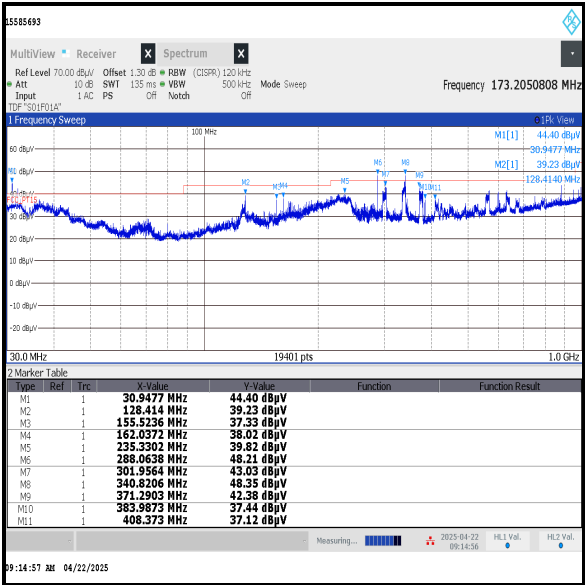 15585693
MultiView Receiver X Spectrum X
Ref Level 70.00 dBµV Offset 1.30 dB RBW (CISPR) 120 kHz
Att 10 dB SWT 135 ms VBW 500 kHz Mode Sweep Frequency 173.2050808 MHz
Input 1 AC PS Off Notch Off
TDF "S01F01A"
1 Frequency Sweep 1Pk View
100 MHz
M1[1] 44.40 dBµV
30.9477 MHz
M2[1] 39.23 dBµV
128.4140 MHz
60 dBµV
50 dBµV
40 dBµV
30 dBµV
20 dBµV
10 dBµV
0 dBµV
-10 dBµV
-20 dBµV
M1
M2
M3
M4
M5
M6
M7
M8
M9
M10
M11
30.0 MHz 19401 pts 1.0 GHz
2 Marker Table
Type Ref Trc X-Value Y-Value Function Function Result
M1 1 30.9477 MHz 44.40 dBµV
M2 1 128.414 MHz 39.23 dBµV
M3 1 155.5236 MHz 37.33 dBµV
M4 1 162.0372 MHz 38.02 dBµV
M5 1 235.3302 MHz 39.82 dBµV
M6 1 288.0638 MHz 48.21 dBµV
M7 1 301.9564 MHz 43.03 dBµV
M8 1 340.8206 MHz 48.35 dBµV
M9 1 371.2903 MHz 42.38 dBµV
M10 1 383.9873 MHz 37.44 dBµV
M11 1 408.373 MHz 37.12 dBµV
Measuring... 2025-04-22 HL1 Val. HL2 Val.
09:14:56
09:14:57 AM 04/22/2025